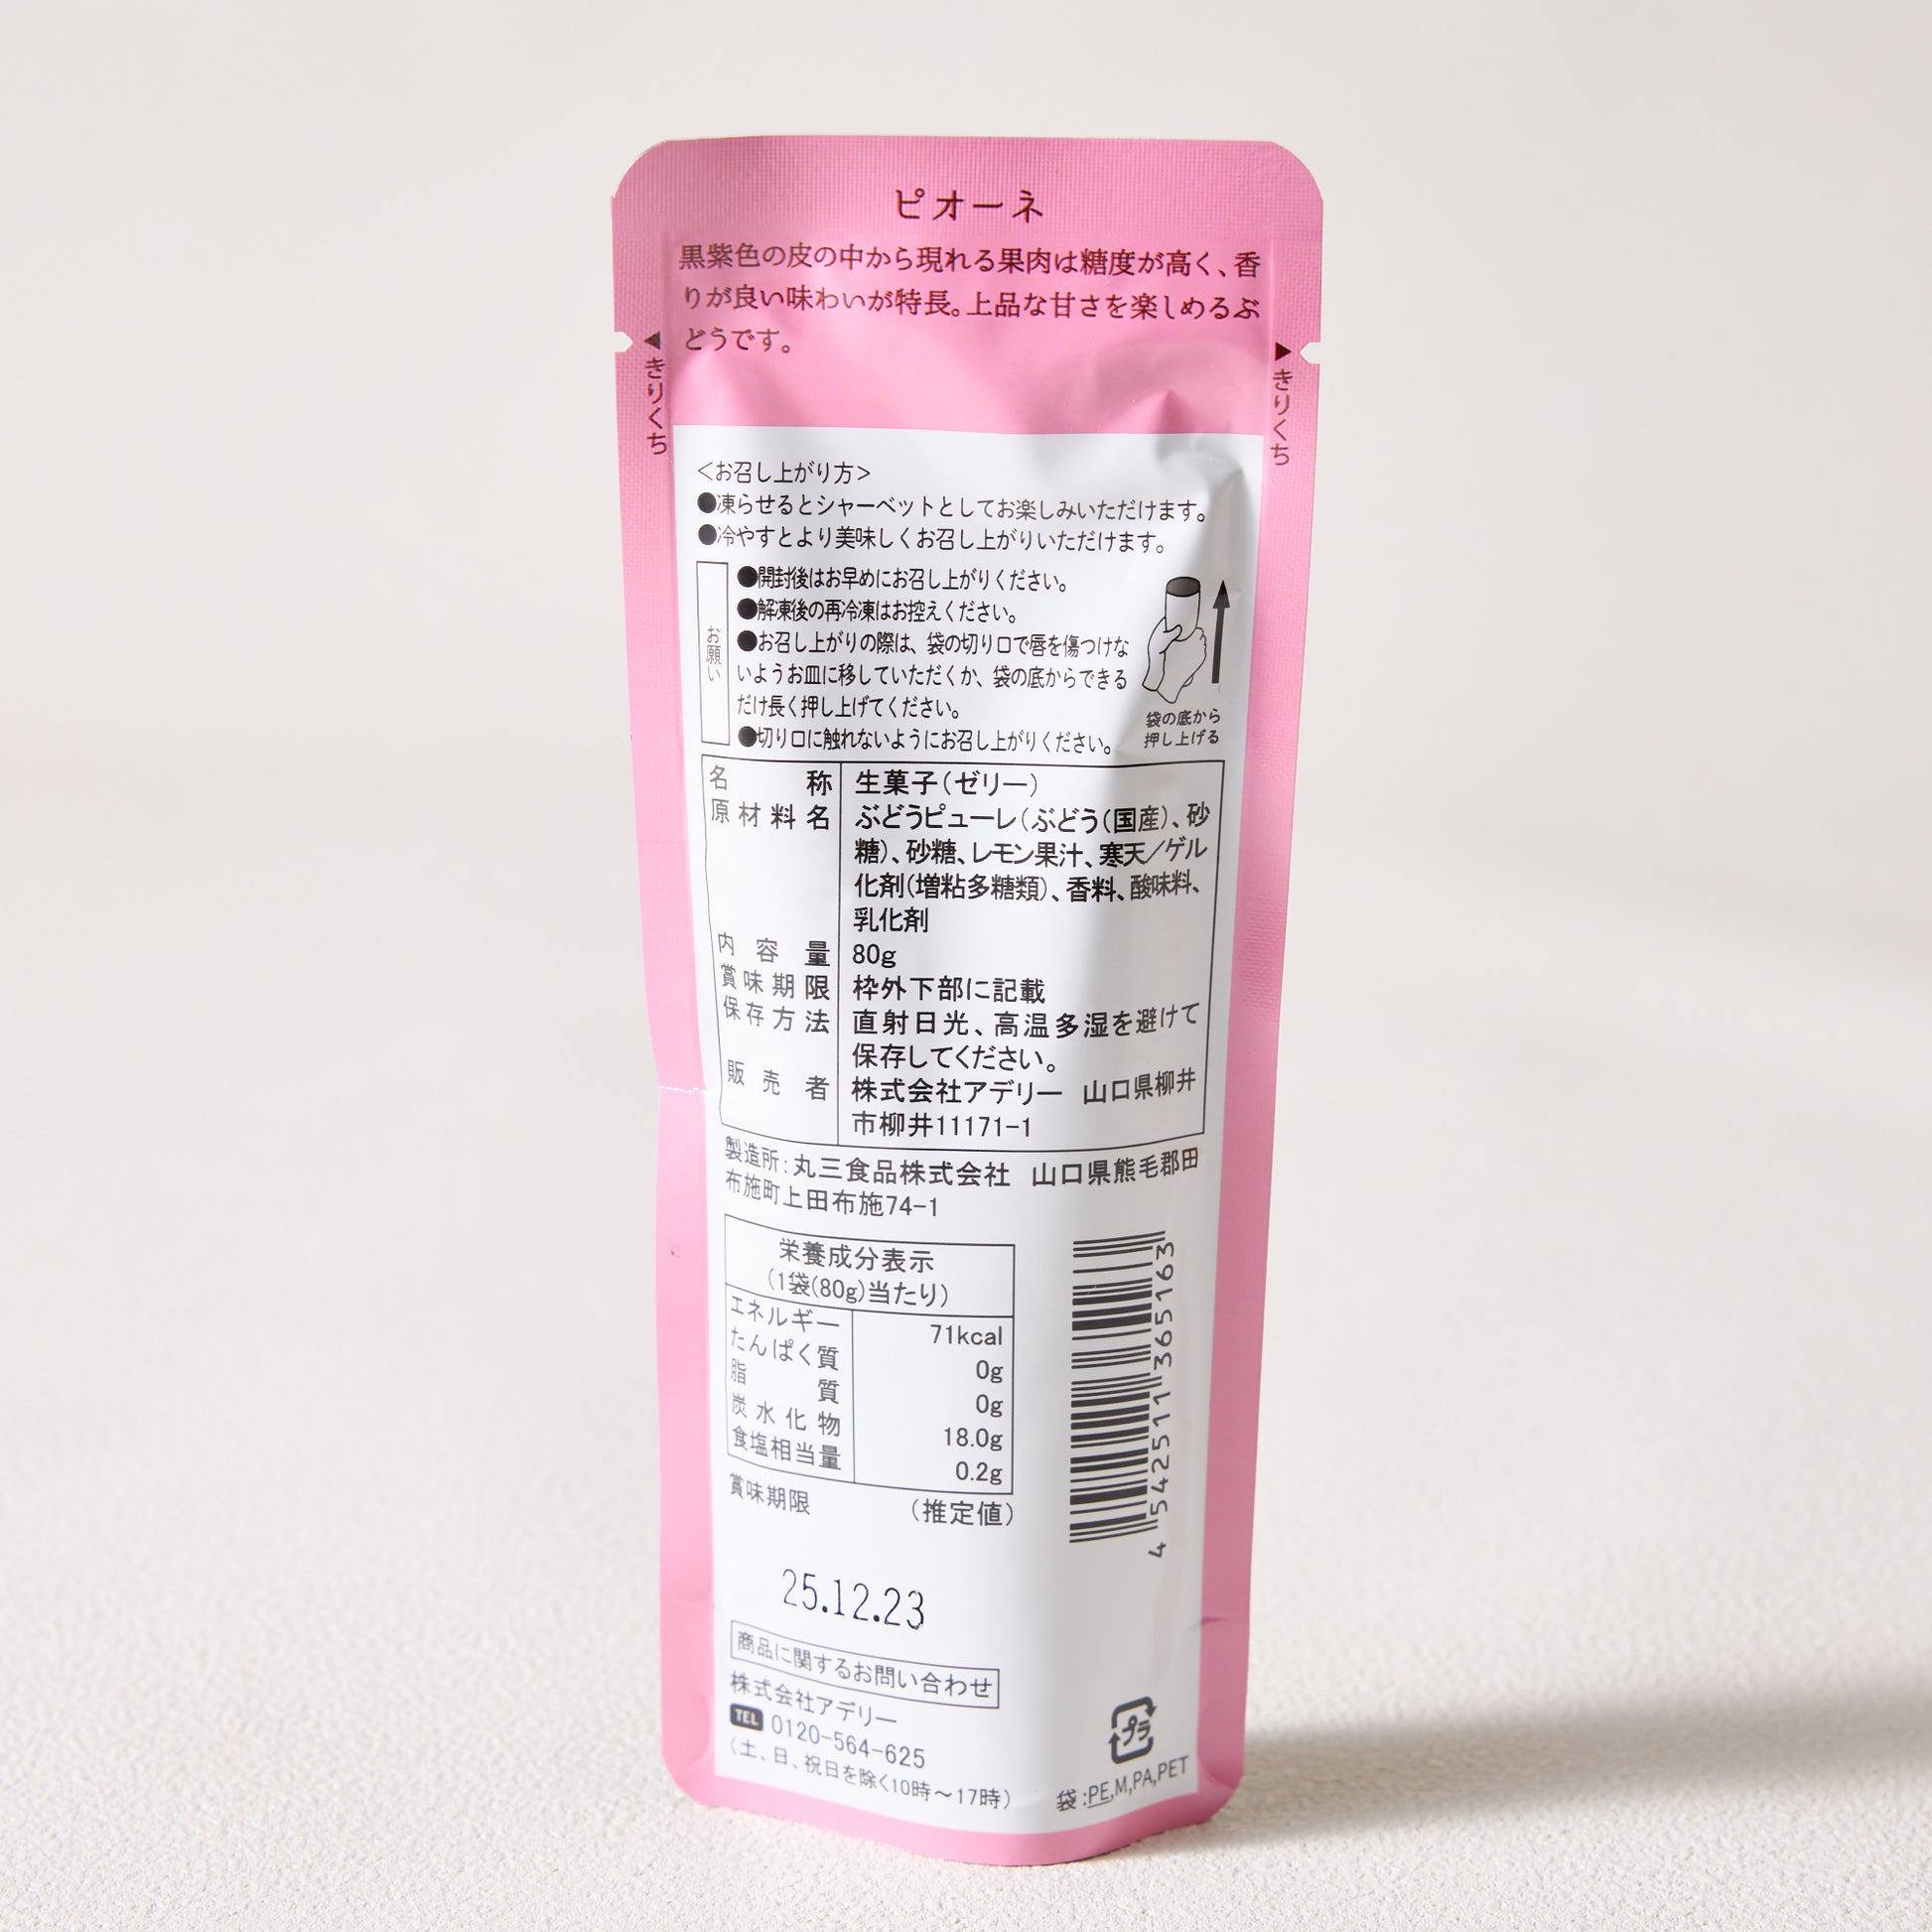 ピオーネ
黒紫色の皮の中から現れる果肉は糖度が高く、香
りが良い味わいが特長。上品な甘さを楽しめるぶ
どうです。
◀きりくち
▶きりくち
＜お召し上がり方＞
●凍らせるとシャーベットとしてお楽しみいただけます。
●冷やすとより美味しくお召し上がりいただけます。
お願い
●開封後はお早めにお召し上がりください。
●解凍後の再冷凍はお控えください。
●お召し上がりの際は、袋の切り口で唇を傷つけな
いようお皿に移していただくか、袋の底からできる
だけ長く押し上げてください。
●切り口に触れないようにお召し上がりください。
袋の底から
押し上げる
名称 生菓子(ゼリー)
原材料名 ぶどうピューレ(ぶどう(国産)、砂
糖)、砂糖、レモン果汁、寒天／ゲル
化剤(増粘多糖類)、香料、酸味料、
乳化剤
内容量 80g
賞味期限 枠外下部に記載
保存方法 直射日光、高温多湿を避けて
保存してください。
販売者 株式会社アデリー 山口県柳井
市柳井11171-1
製造所:丸三食品株式会社 山口県熊毛郡田
布施町上田布施74-1
栄養成分表示
(1袋(80g)当たり)
エネルギー 71kcal
たんぱく質 0g
脂質 0g
炭水化物 18.0g
食塩相当量 0.2g
(推定値)
賞味期限
25.12.23
4 542511 365163
商品に関するお問い合わせ
株式会社アデリー
TEL 0120-564-625
(土、日、祝日を除く10時～17時)
プラ
袋:PE,M,PA,PET